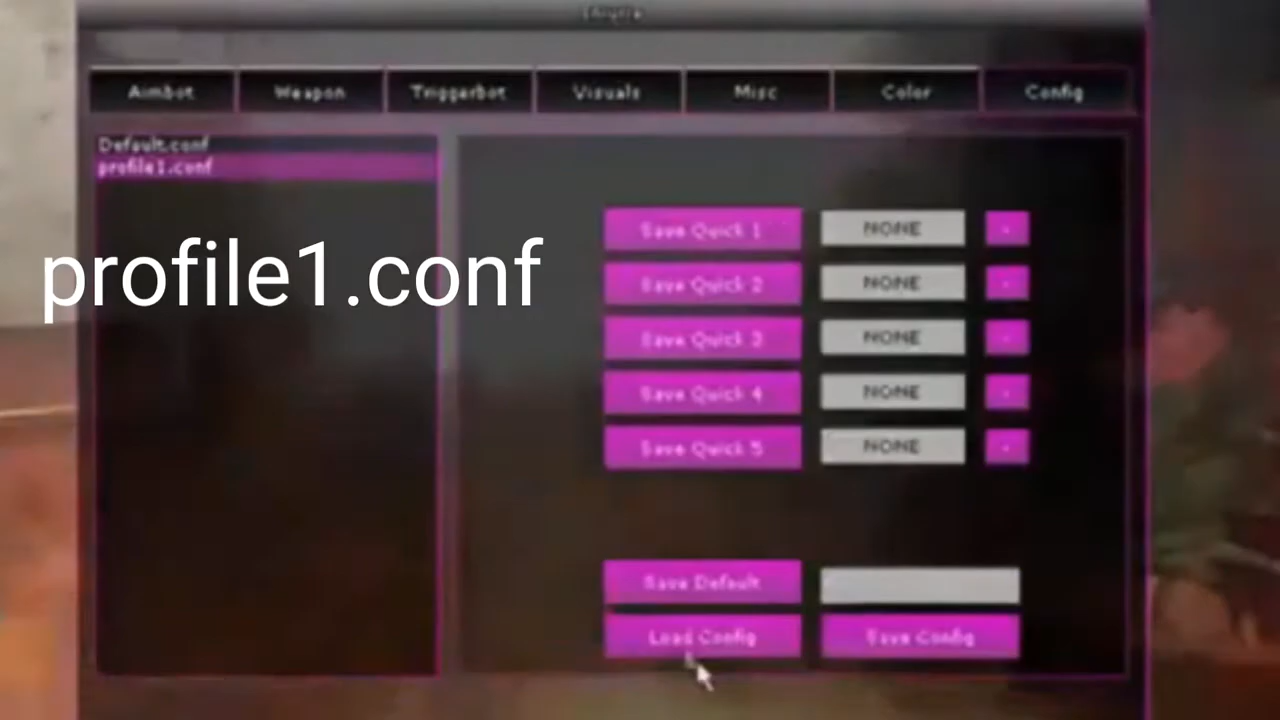 Aimbot Weapon Triggerbot Visuals Misc Color Config
Default.conf
profile1.conf
profile1.conf
Save Quick 1 NONE -
Save Quick 2 NONE -
Save Quick 3 NONE -
Save Quick 4 NONE -
Save Quick 5 NONE -
Save Default
Load Config Save Config